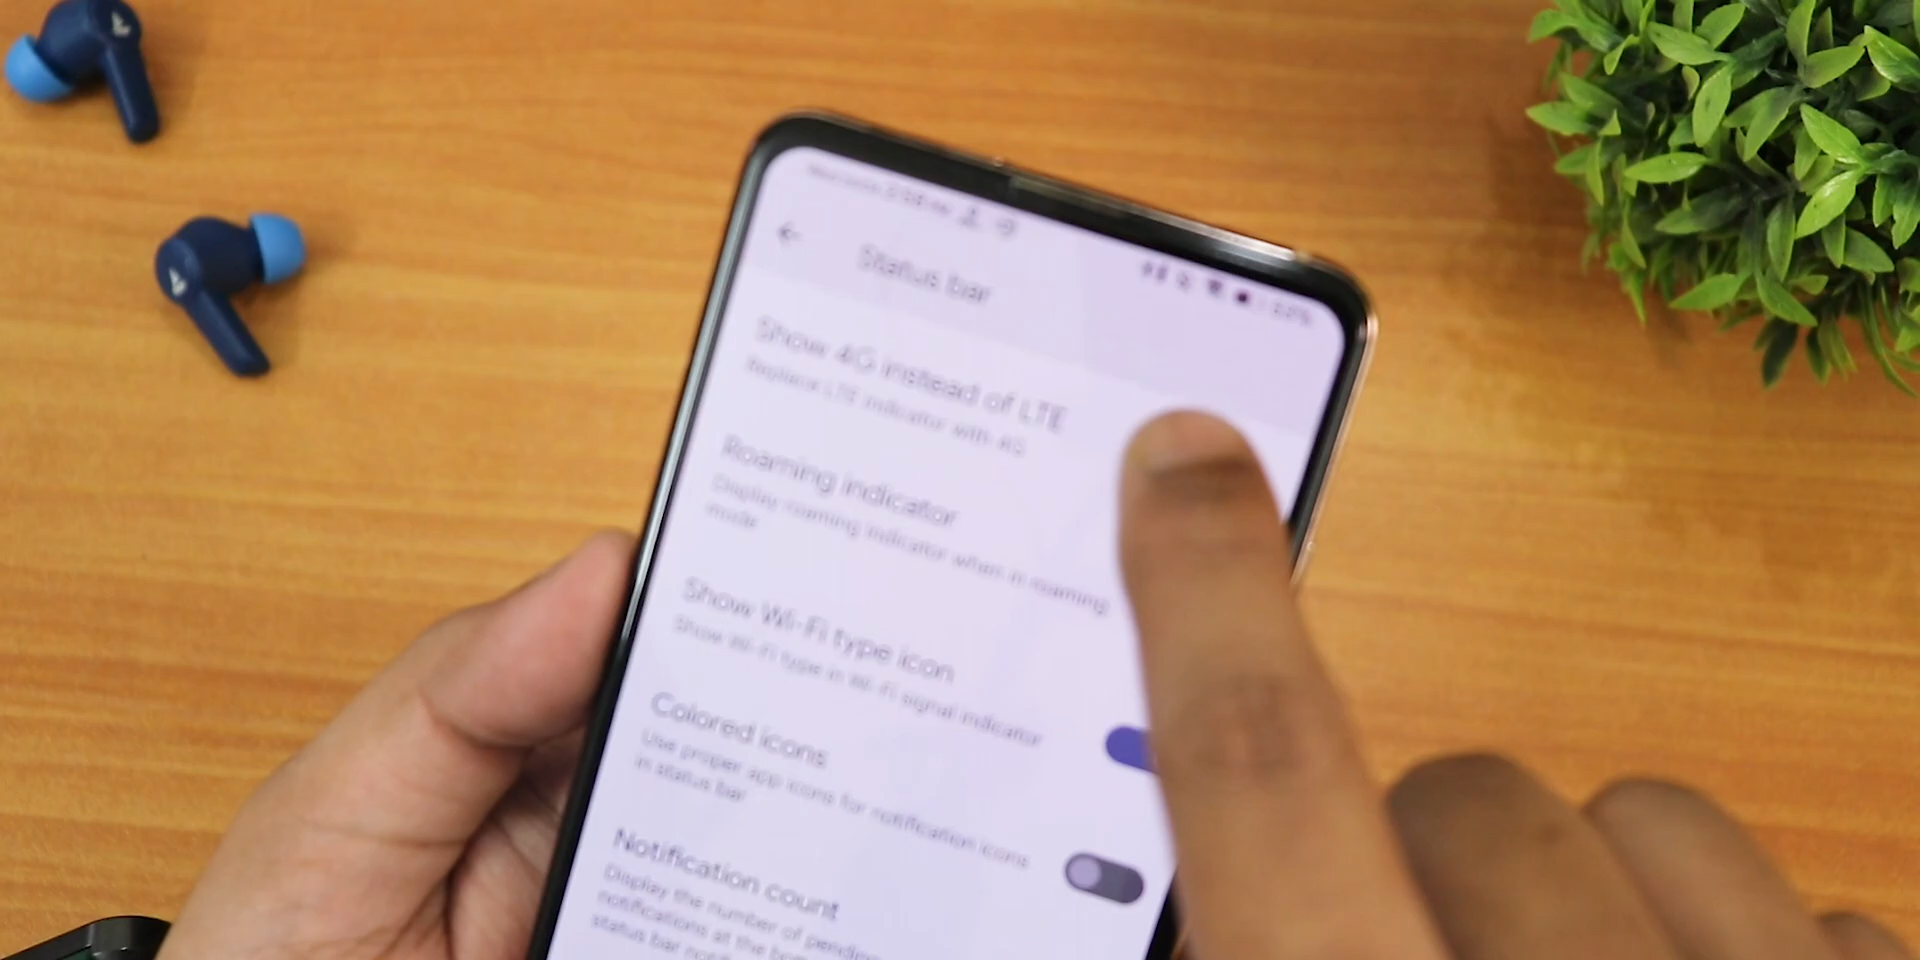 Status bar
Show 4G instead of LTE
Replace LTE indicator with 4G
Roaming indicator
Display roaming indicator when in roaming
mode
Show Wi-Fi type icon
Show Wi-Fi type in Wi-Fi signal indicator
Colored icons
Use proper app icons for notification icons
in status bar
Notification count
Display the number of pending
notifications at the
status bar